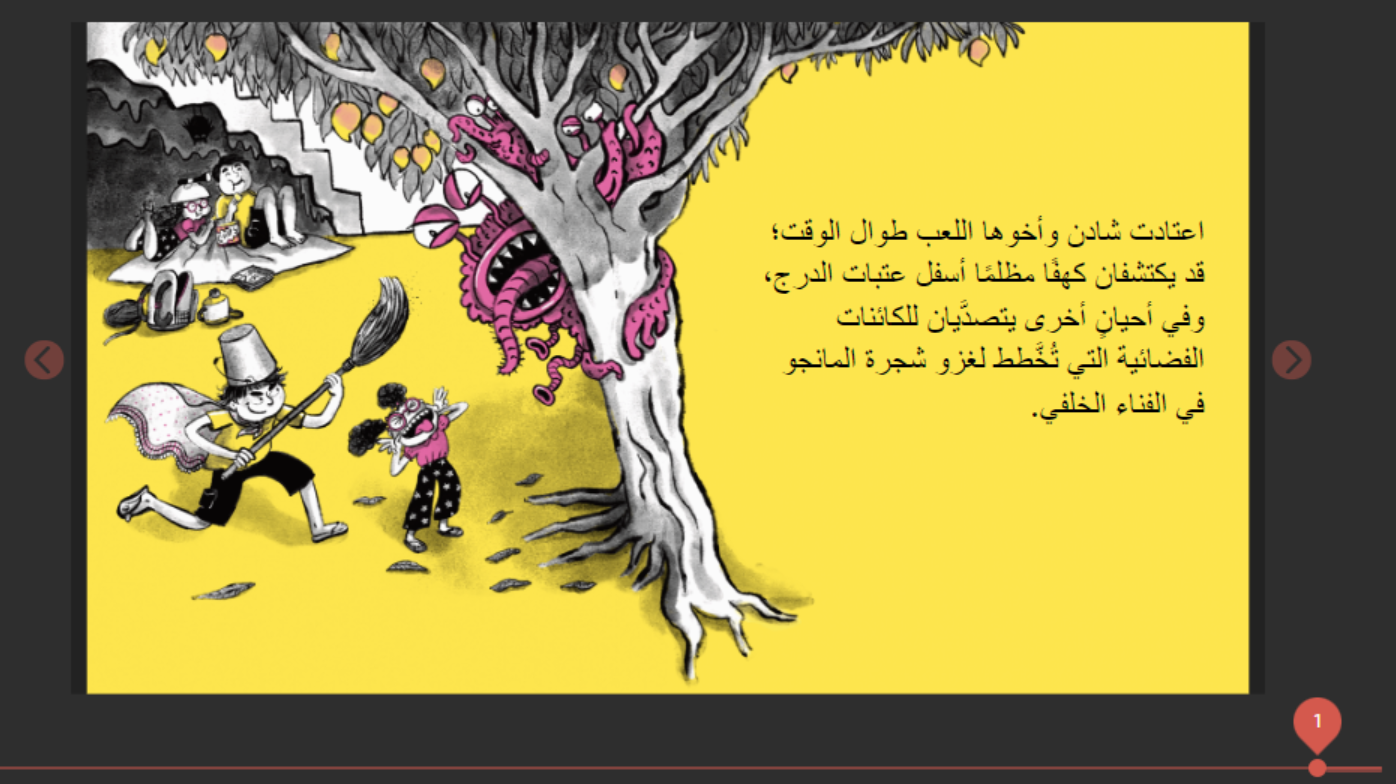 اعتادت شادن وأخوها اللعب طوال الوقت؛
قد يكتشفان كهفًا مظلمًا أسفل عتبات الدرج،
وفي أحيانٍ أخرى يتصدَّيان للكائنات
الفضائية التي تُخَّطط لغزو شجرة المانجو
في الفناء الخلفي.
1